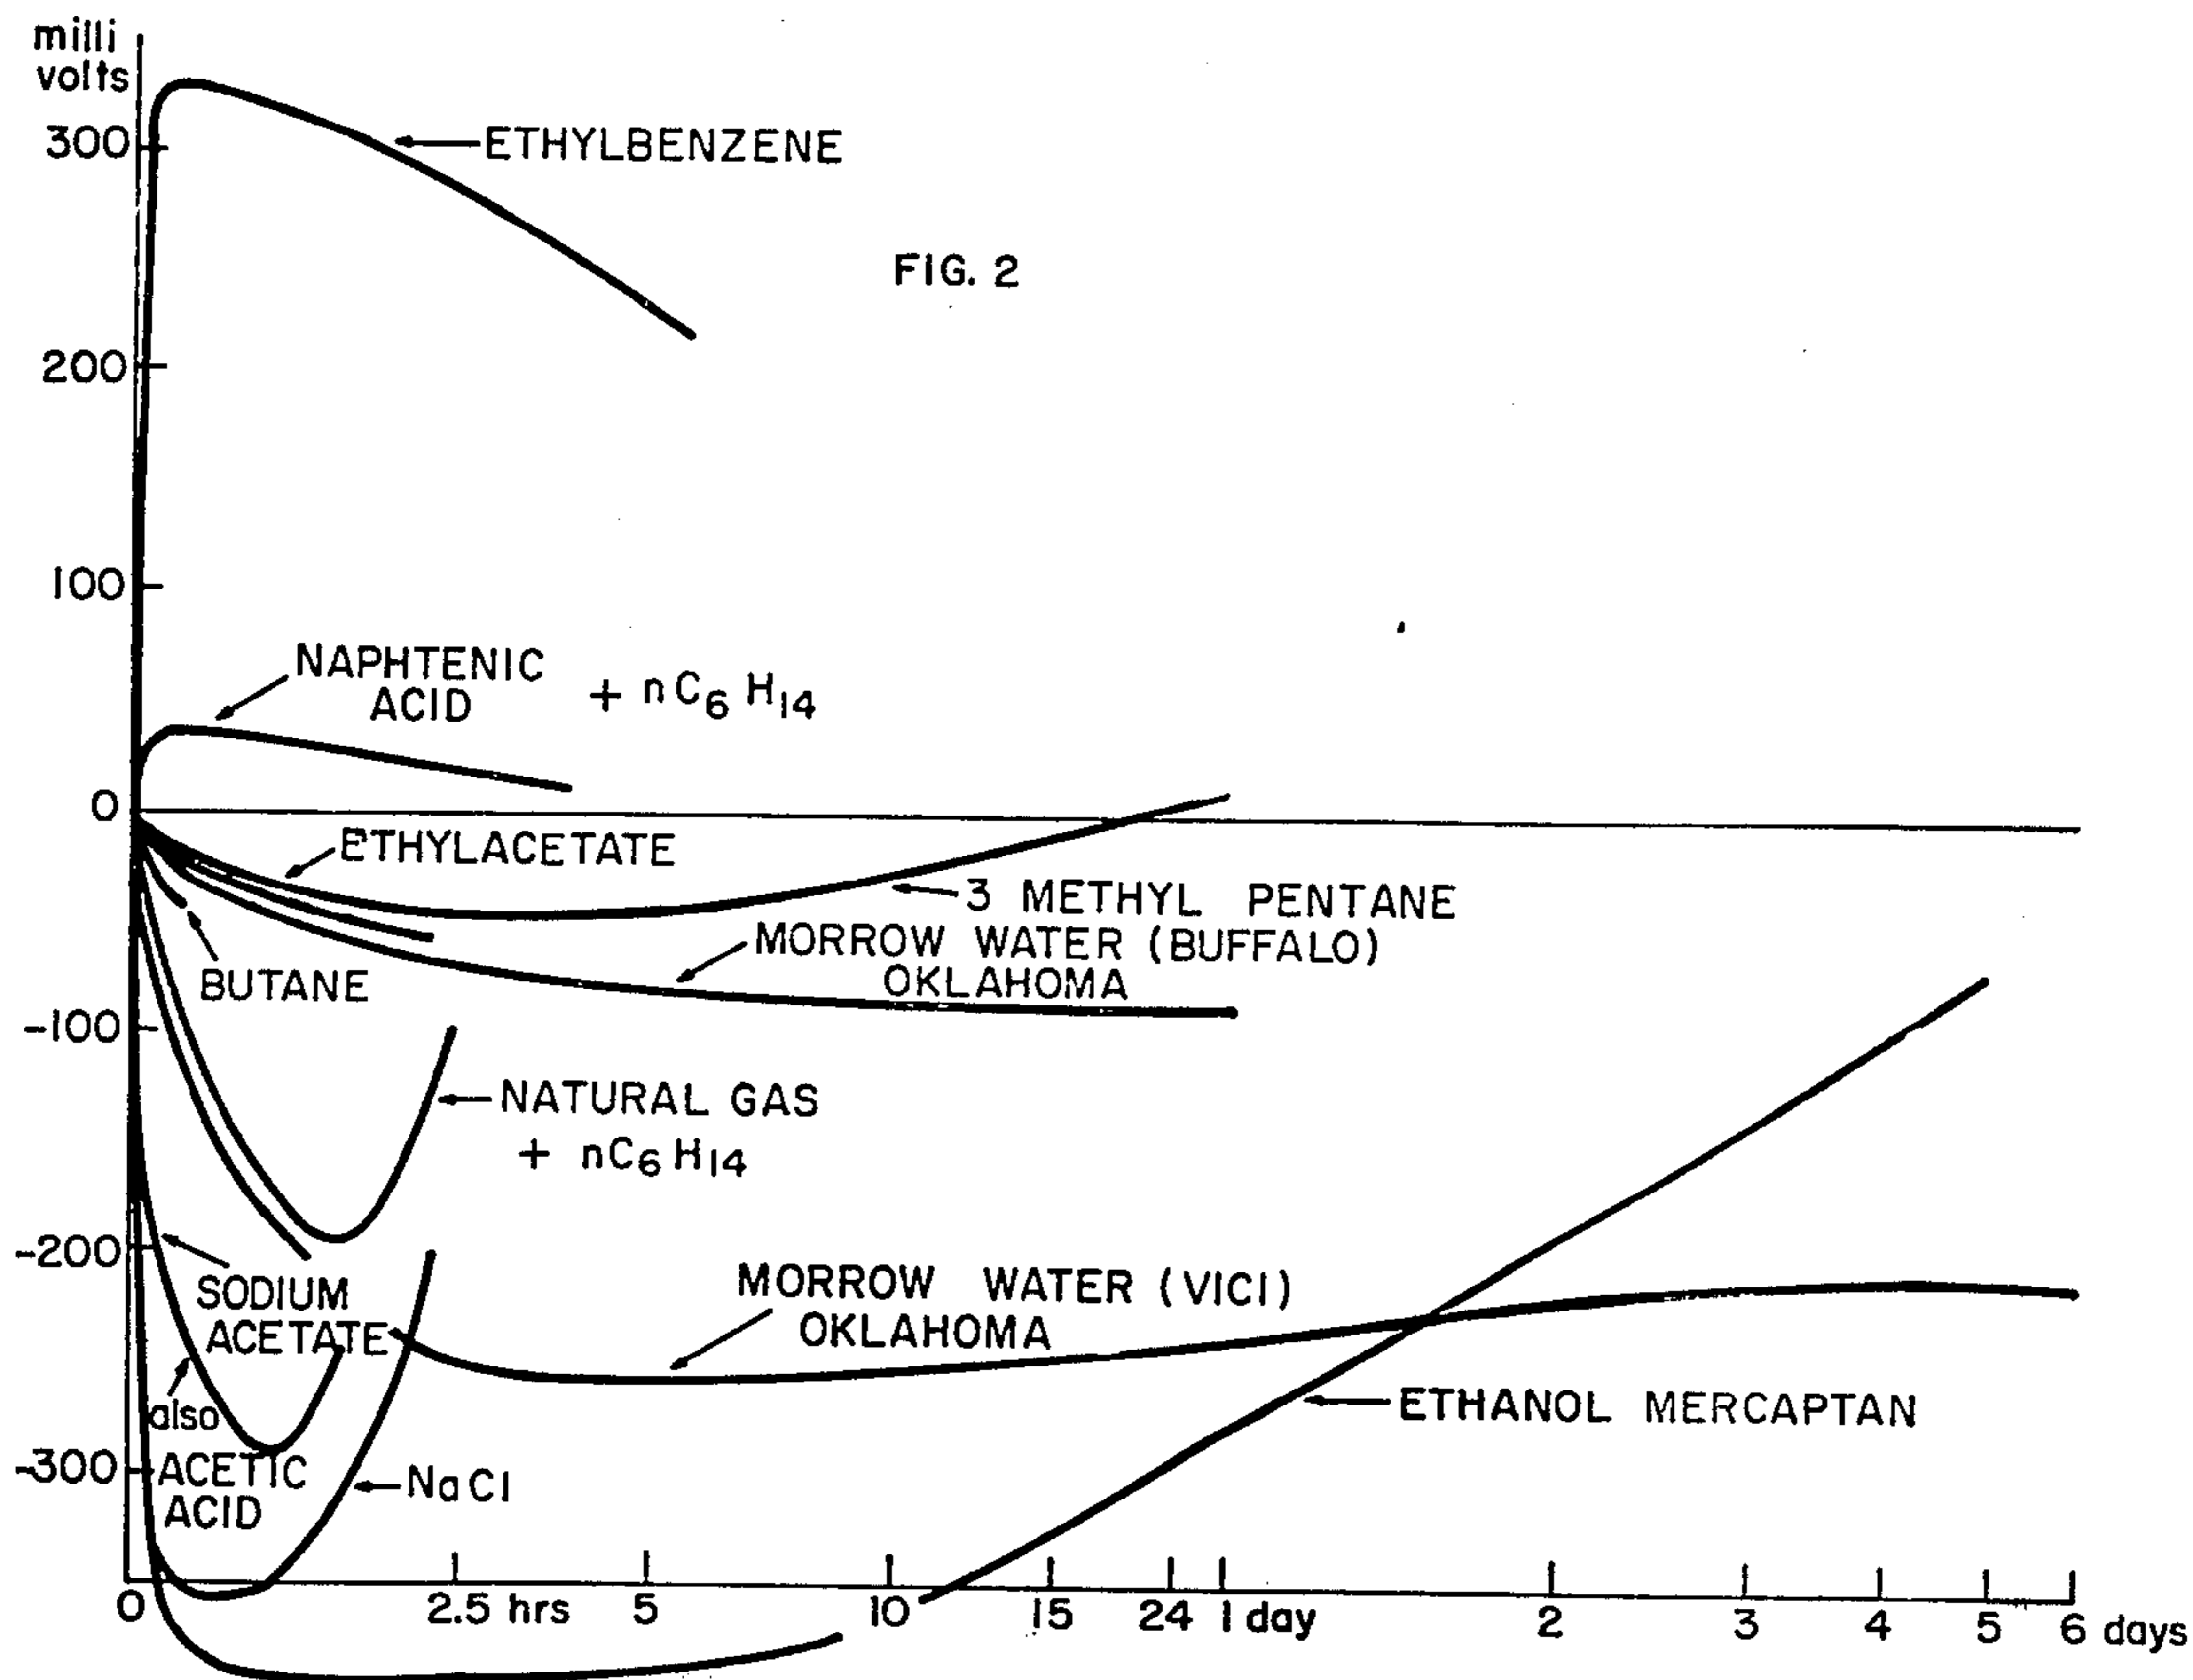 milli
volts
300
ETHYLBENZENE
FIG. 2
200
100
NAPHTENIC
ACID
+ nC6 H14
0
ETHYLACETATE
3 METHYL PENTANE
MORROW WATER (BUFFALO)
OKLAHOMA
BUTANE
-100
NATURAL GAS
+ nC6 H14
-200
SODIUM
ACETATE
MORROW WATER (VICI)
OKLAHOMA
also
ETHANOL MERCAPTAN
-300
ACETIC
ACID
NaCl
0 2.5 hrs 5 10 15 24 1 day 2 3 4 5 6 days